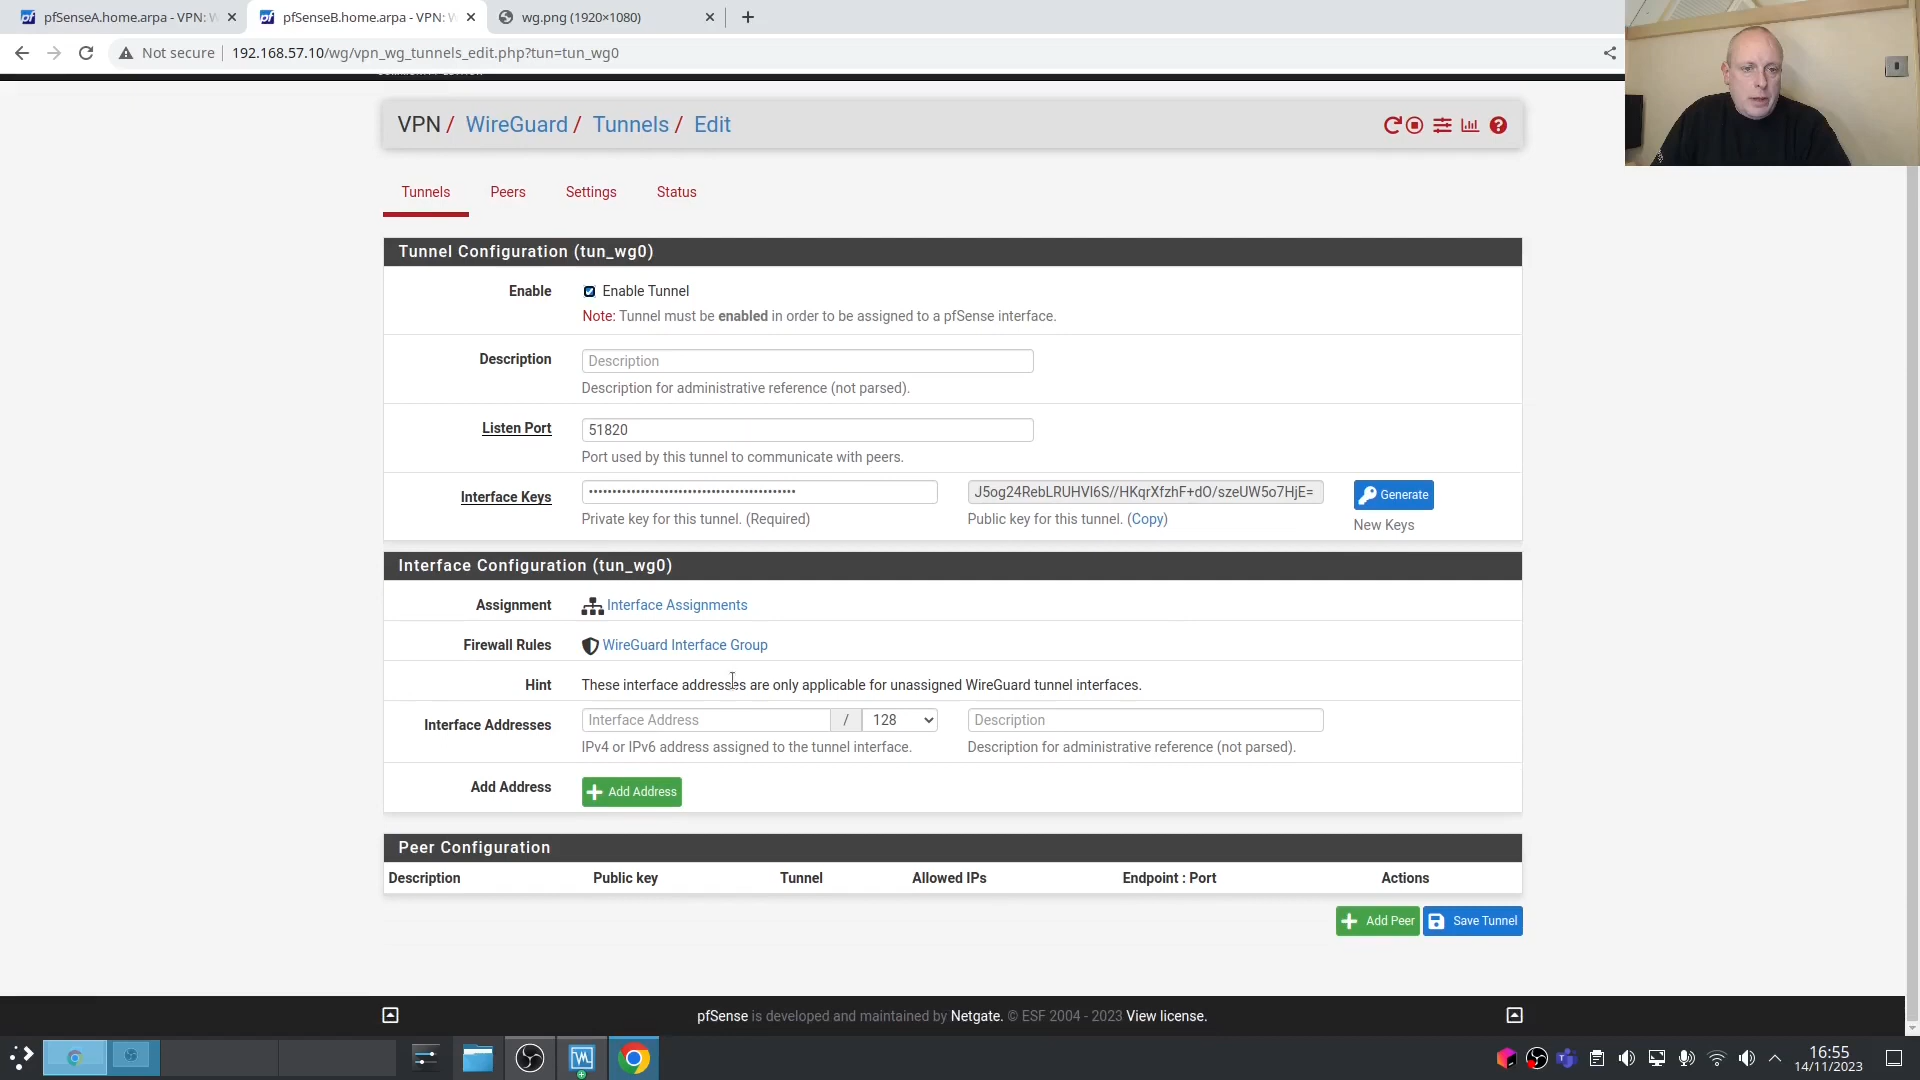 pfSenseA.home.arpa - VPN: W
pfSenseB.home.arpa - VPN: W
wg.png (1920×1080)
Not secure
192.168.57.10/wg/vpn_wg_tunnels_edit.php?tun=tun_wg0
VPN / WireGuard / Tunnels / Edit
Tunnels Peers Settings Status
Tunnel Configuration (tun_wg0)
Enable
Enable Tunnel
Note: Tunnel must be enabled in order to be assigned to a pfSense interface.
Description
Description
Description for administrative reference (not parsed).
Listen Port
51820
Port used by this tunnel to communicate with peers.
Interface Keys
J5og24RebLRUHVI6S//HKqrXfzhF+dO/szeUW5o7HjE=
Generate
Private key for this tunnel. (Required)
Public key for this tunnel. (Copy)
New Keys
Interface Configuration (tun_wg0)
Assignment
Interface Assignments
Firewall Rules
WireGuard Interface Group
Hint
These interface addresses are only applicable for unassigned WireGuard tunnel interfaces.
Interface Addresses
Interface Address
/
128
Description
IPv4 or IPv6 address assigned to the tunnel interface.
Description for administrative reference (not parsed).
Add Address
Add Address
Peer Configuration
Description Public key Tunnel Allowed IPs Endpoint : Port Actions
Add Peer
Save Tunnel
pfSense is developed and maintained by Netgate. © ESF 2004 - 2023 View license.
16:55
14/11/2023